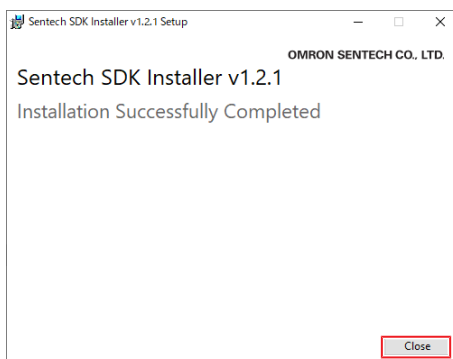 Sentech SDK Installer v1.2.1 Setup
OMRON SENTECH CO., LTD.
Sentech SDK Installer v1.2.1
Installation Successfully Completed
Close